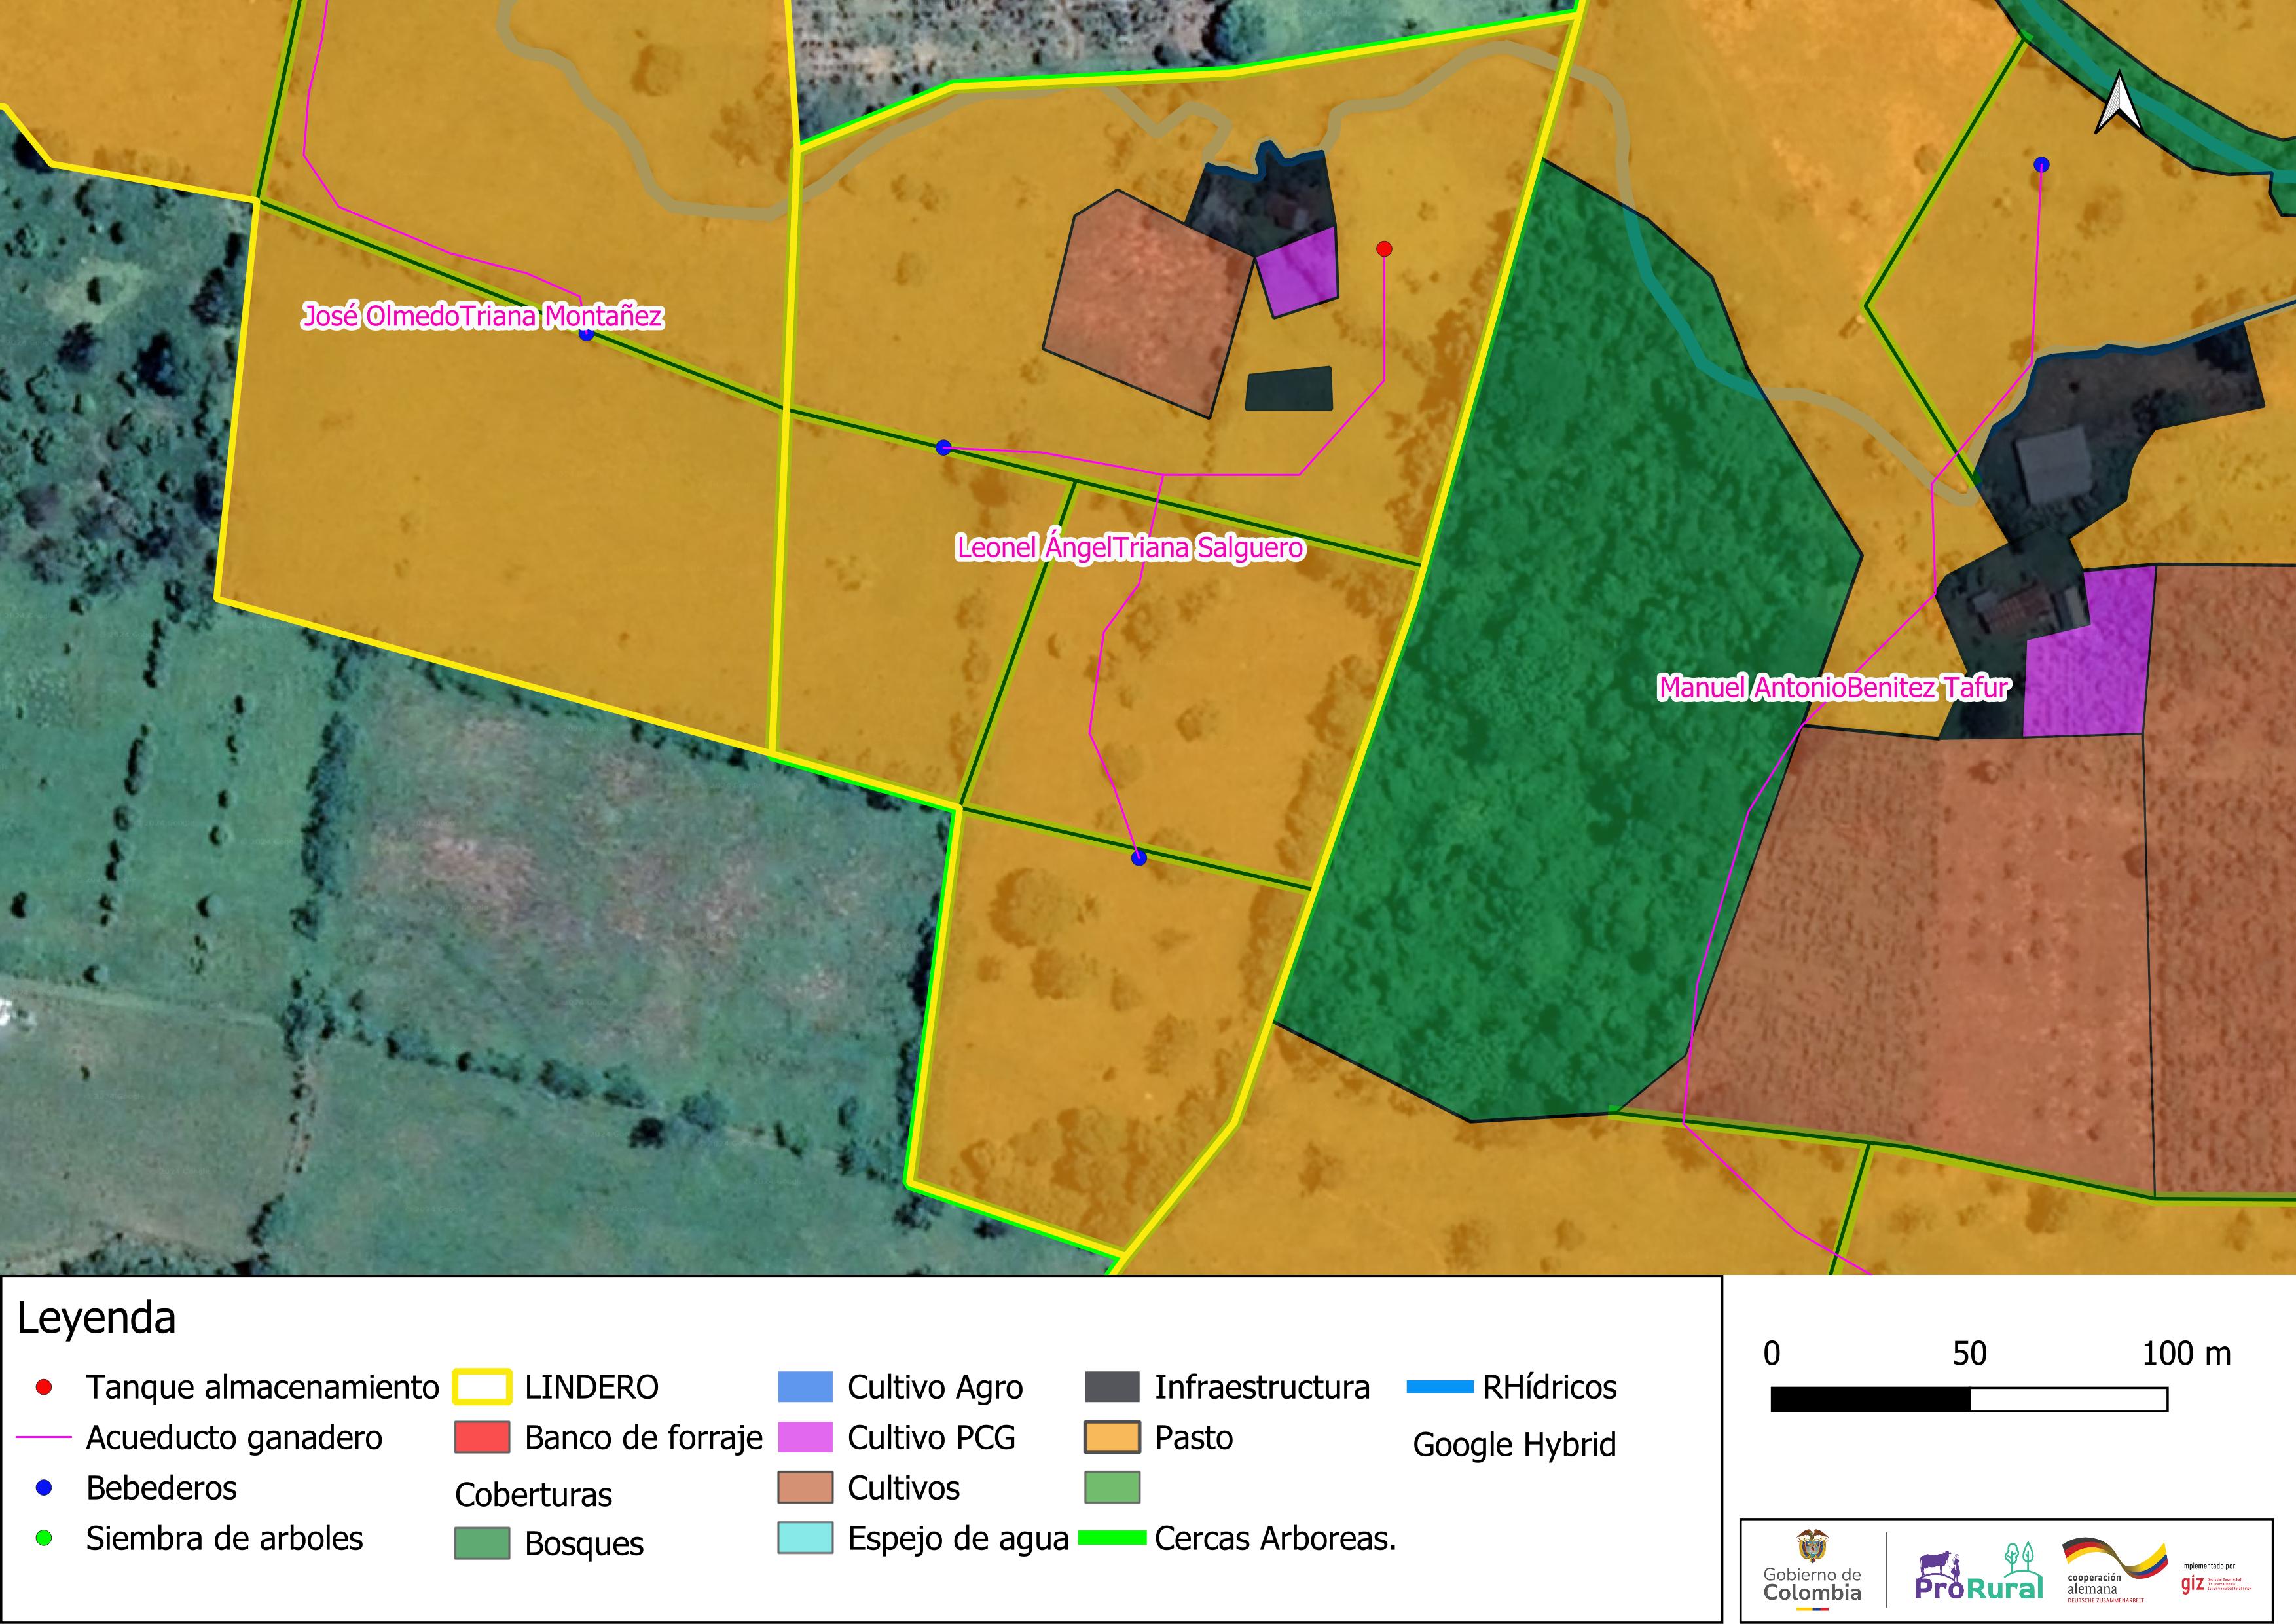 José OlmedoTriana Montañez
Leonel ÁngelTriana Salguero
Manuel AntonioBenitez Tafur
Leyenda
Tanque almacenamiento
Acueducto ganadero
Bebederos
Siembra de arboles
LINDERO
Banco de forraje
Coberturas
Bosques
Cultivo Agro
Cultivo PCG
Cultivos
Espejo de agua
Infraestructura
Pasto
Cercas Arboreas.
RHídricos
Google Hybrid
0 50 100 m
Gobierno de
Colombia
ProRural
cooperación
alemana
DEUTSCHE ZUSAMMENARBEIT
Implementado por
giz